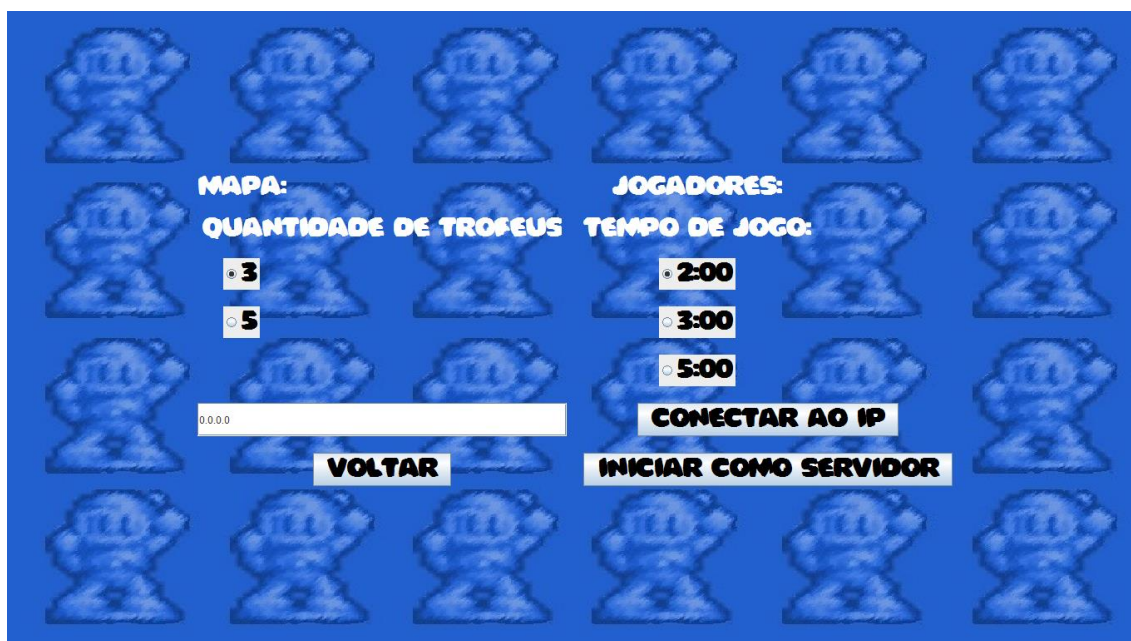 MAPA: JOGADORES:
QUANTIDADE DE TROFEUS TEMPO DE JOGO:
3 2:00
5 3:00
5:00
0.0.0.0 CONECTAR AO IP
VOLTAR INICIAR COMO SERVIDOR